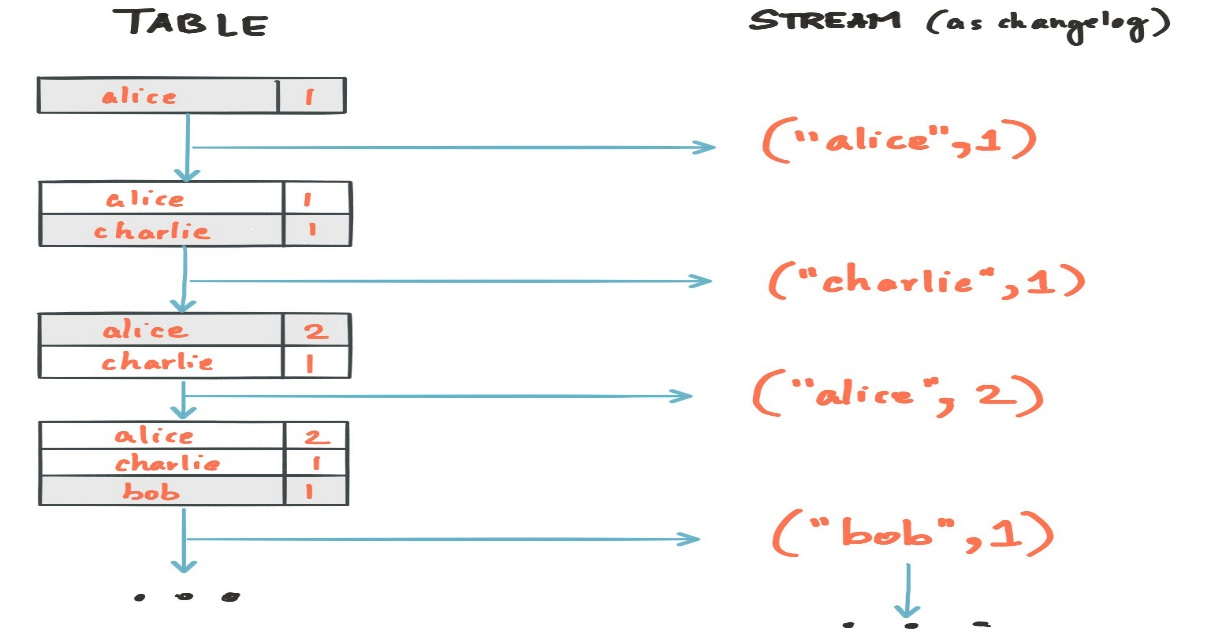 TABLE
STREAM (as changelog)
alice 1
("alice",1)
alice 1
charlie 1
("charlie",1)
alice 2
charlie 1
("alice", 2)
alice 2
charlie 1
bob 1
("bob",1)
. . .
. . .